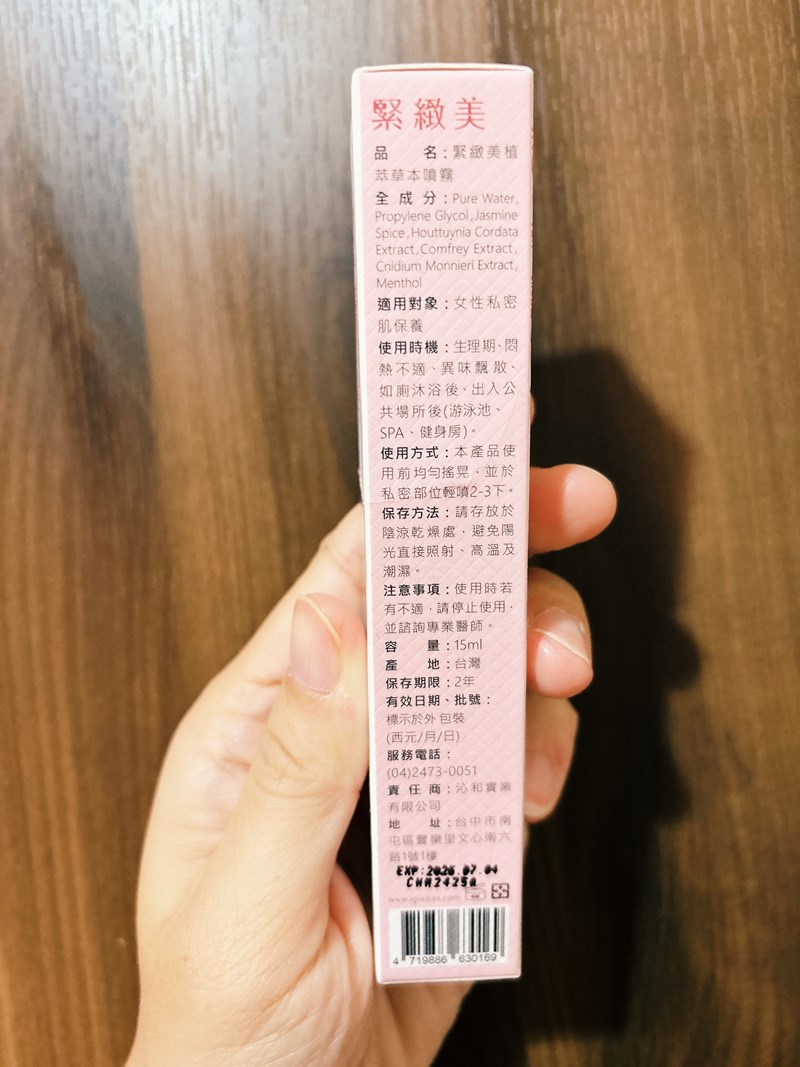 緊緻美
品 名：緊緻美植
萃草本噴霧
全成分：Pure Water,
Propylene Glycol,Jasmine
Spice,Houttuynia Cordata
Extract,Comfrey Extract,
Cnidium Monnieri Extract,
Menthol
適用對象：女性私密
肌保養
使用時機：生理期、悶
熱不適、異味飄散、
如廁沐浴後、出入公
共場所後(游泳池、
SPA、健身房)。
使用方式：本產品使
用前均勻搖晃，並於
私密部位輕噴2-3下。
保存方法：請存放於
陰涼乾燥處，避免陽
光直接照射、高溫及
潮濕。
注意事項：使用時若
有不適，請停止使用，
並諮詢專業醫師。
容 量：15ml
產 地：台灣
保存期限：2年
有效日期、批號：
標示於外包裝
(西元/月/日)
服務電話：
(04)2473-0051
責任商：沁和實業
有限公司
地 址：台中市南
屯區豐樂里文心南六
路1號1樓
EXP:2026.07.04
4 719886 630169